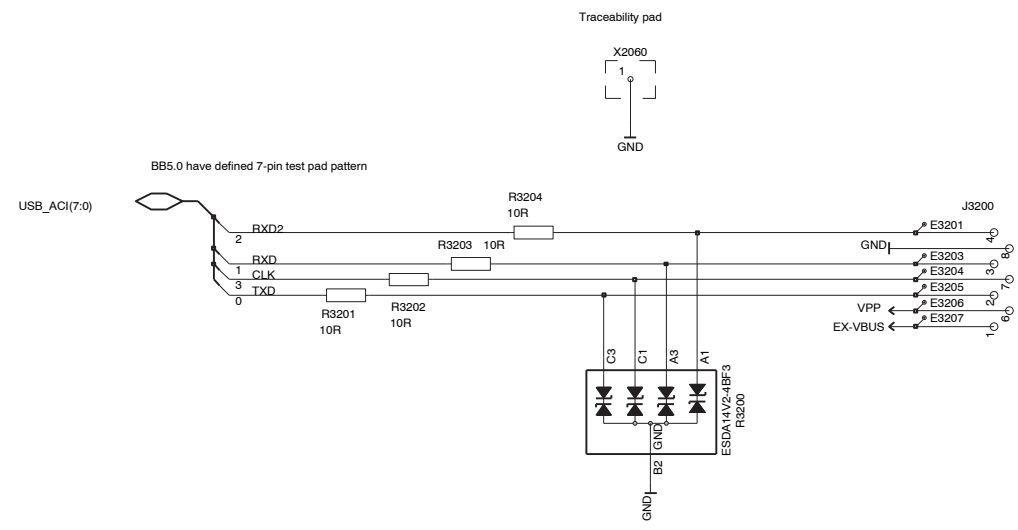 Traceability pad
X2060
1
GND
BB5.0 have defined 7-pin test pad pattern
USB_ACI(7:0)
R3204
10R
J3200
RXD2
2
E3201
4
R3203 10R
GND
8
RXD
1
E3203
3
CLK
3
E3204
7
TXD
0
E3205
2
R3201
10R
R3202
10R
VPP
E3206
6
EX-VBUS
E3207
1
C3
C1
A3
A1
GND
ESDA14V2-4BF3
R3200
B2
GND